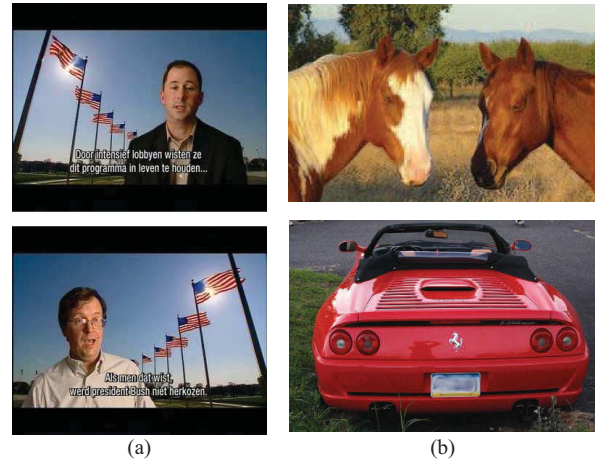 Door intensief lobbyen wisten ze
dit programma in leven te houden...
Als men dat wist,
werd president Bush niet herkozen.
(a)
(b)